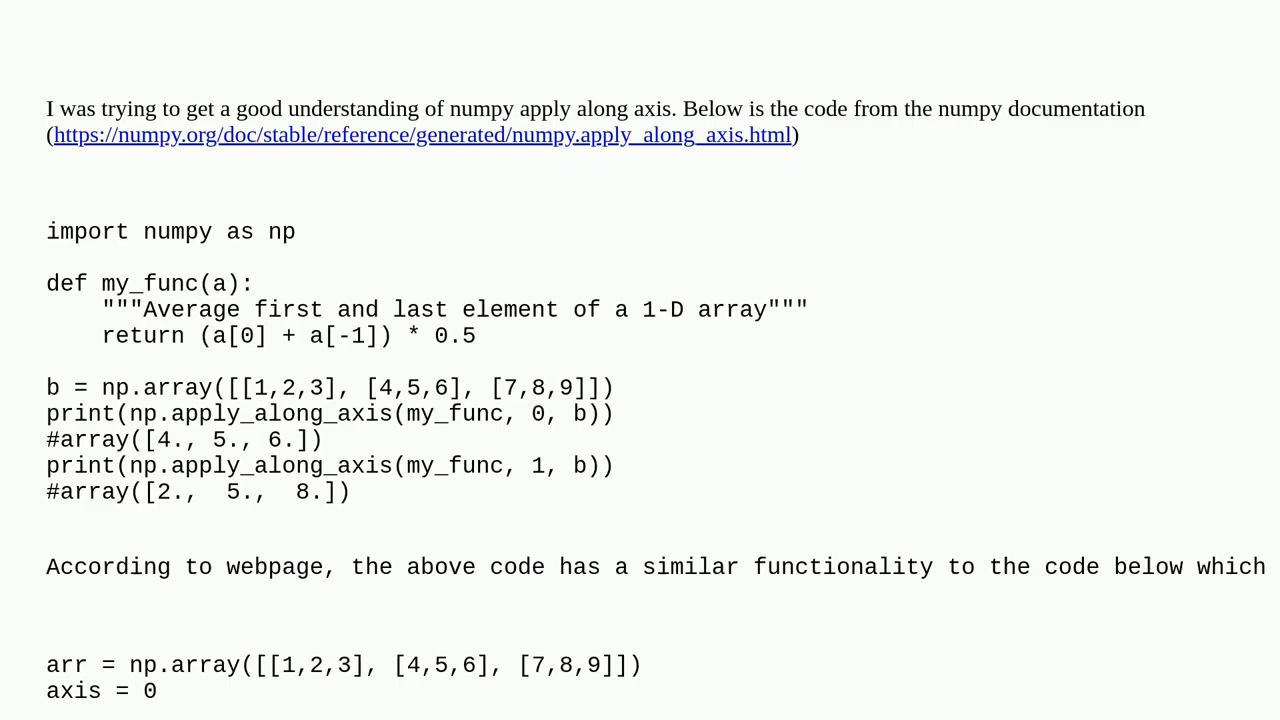 I was trying to get a good understanding of numpy apply along axis. Below is the code from the numpy documentation
(https://numpy.org/doc/stable/reference/generated/numpy.apply_along_axis.html)
import numpy as np
def my_func(a):
    """Average first and last element of a 1-D array"""
    return (a[0] + a[-1]) * 0.5
b = np.array([[1,2,3], [4,5,6], [7,8,9]])
print(np.apply_along_axis(my_func, 0, b))
#array([4., 5., 6.])
print(np.apply_along_axis(my_func, 1, b))
#array([2.,  5.,  8.])
According to webpage, the above code has a similar functionality to the code below which
arr = np.array([[1,2,3], [4,5,6], [7,8,9]])
axis = 0